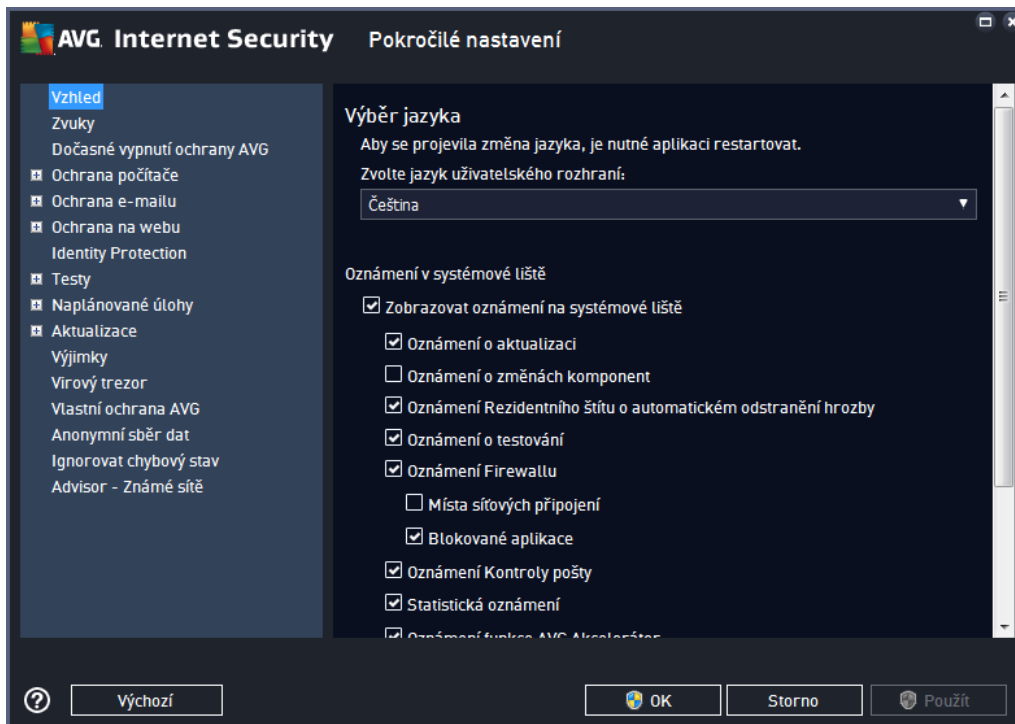 AVG. Internet Security
Pokročilé nastavení
Vzhled
Zvuky
Dočasné vypnutí ochrany AVG
Ochrana počítače
Ochrana e-mailu
Ochrana na webu
Identity Protection
Testy
Naplánované úlohy
Aktualizace
Výjimky
Virový trezor
Vlastní ochrana AVG
Anonymní sběr dat
Ignorovat chybový stav
Advisor - Známé sítě
Výběr jazyka
Aby se projevila změna jazyka, je nutné aplikaci restartovat.
Zvolte jazyk uživatelského rozhraní:
Čeština
Oznámení v systémové liště
Zobrazovat oznámení na systémové liště
Oznámení o aktualizaci
Oznámení o změnách komponent
Oznámení Rezidentního štítu o automatickém odstranění hrozby
Oznámení o testování
Oznámení Firewallu
Místa síťových připojení
Blokované aplikace
Oznámení Kontroly pošty
Statistická oznámení
Oznámení funkce AVG Akcelerátor
Výchozí
OK
Storno
Použít